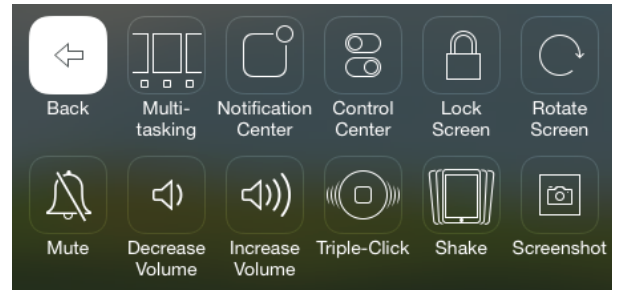 Back
Multi-
tasking
Notification
Center
Control
Center
Lock
Screen
Rotate
Screen
Mute
Decrease
Volume
Increase
Volume
Triple-Click
Shake
Screenshot